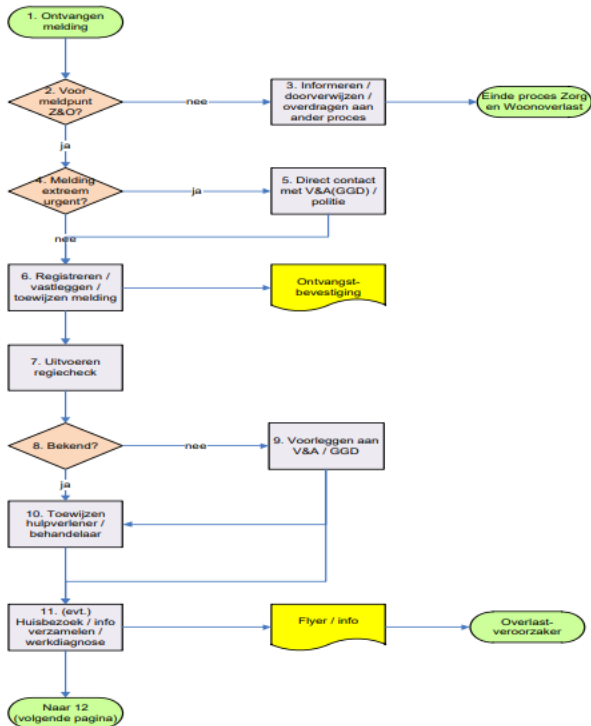 1. Ontvangen
melding
2. Voor
meldpunt
Z&O?
nee
3. Informeren /
doorverwijzen /
overdragen aan
ander proces
Einde proces Zorg
en Woonoverlast
ja
4. Melding
extreem
urgent?
ja
5. Direct contact
met V&A(GGD) /
politie
nee
6. Registreren /
vastleggen /
toewijzen melding
Ontvangst-
bevestiging
7. Uitvoeren
regiecheck
8. Bekend?
nee
9. Voorleggen aan
V&A / GGD
ja
10. Toewijzen
hulpverlener /
behandelaar
11. (evt.)
Huisbezoek / info
verzamelen /
werkdiagnose
Flyer / info
Overlast-
veroorzaker
Naar 12
(volgende pagina)